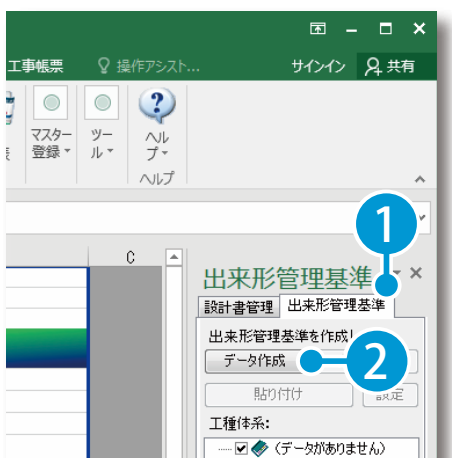 工事帳票 操作アシスト... サインイン 共有
マスター ツー ヘル
登録 ル プ
ヘルプ
1
C
出来形管理基準
設計書管理 出来形管理基準
出来形管理基準を作成
データ作成 2
貼り付け 設定
工種体系:
(データがありません)